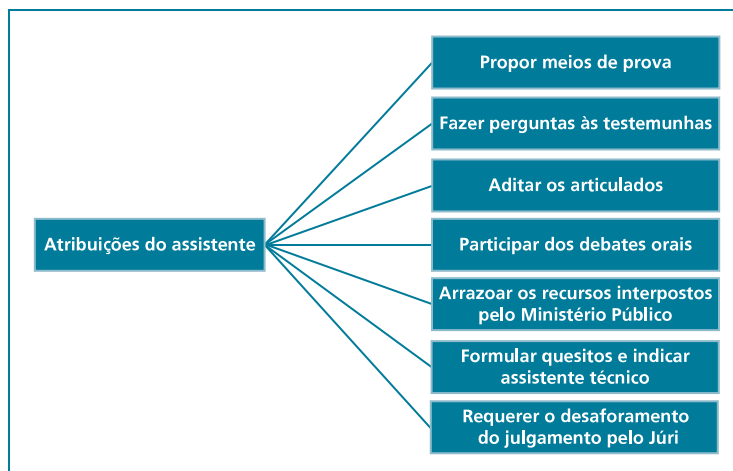 Propor meios de prova
Fazer perguntas às testemunhas
Aditar os articulados
Atribuições do assistente
Participar dos debates orais
Arrazoar os recursos interpostos
pelo Ministério Público
Formular quesitos e indicar
assistente técnico
Requerer o desaforamento
do julgamento pelo Júri